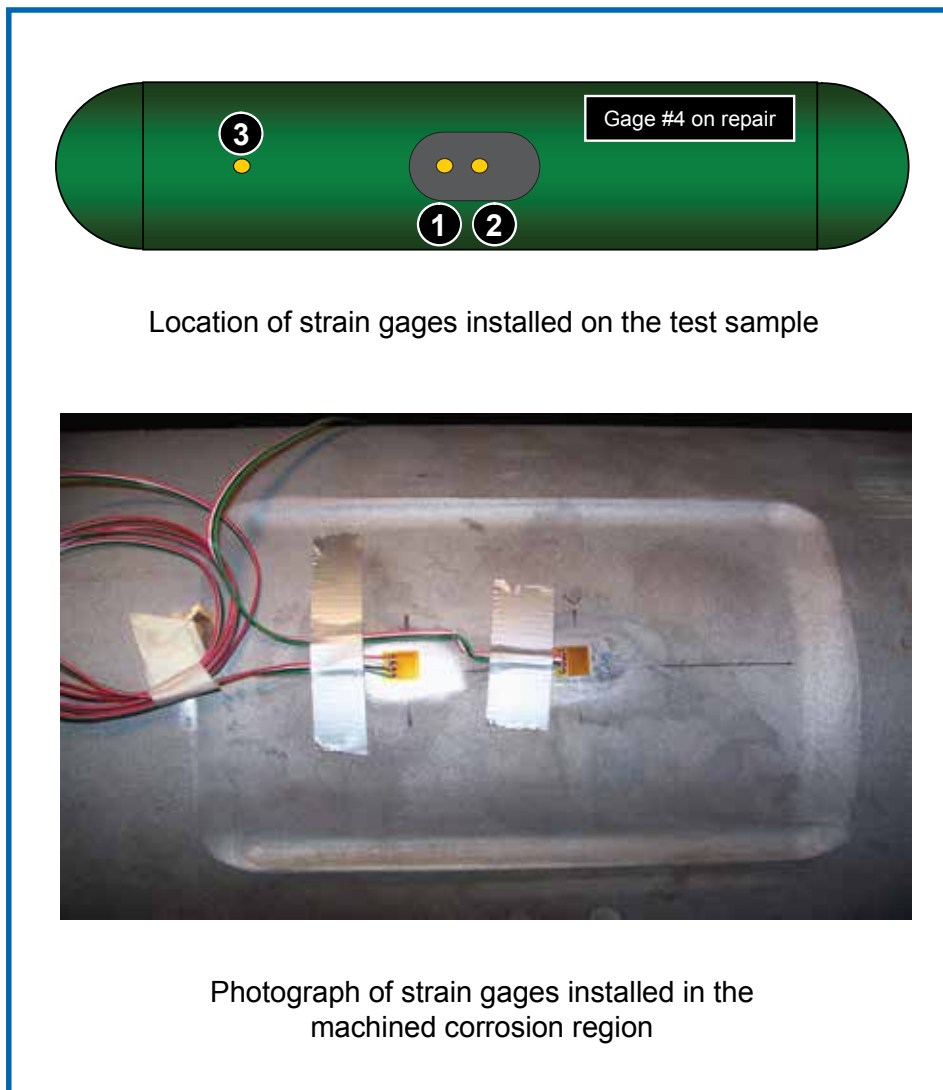 3
Gage #4 on repair
1
2
Location of strain gages installed on the test sample
Photograph of strain gages installed in the
machined corrosion region